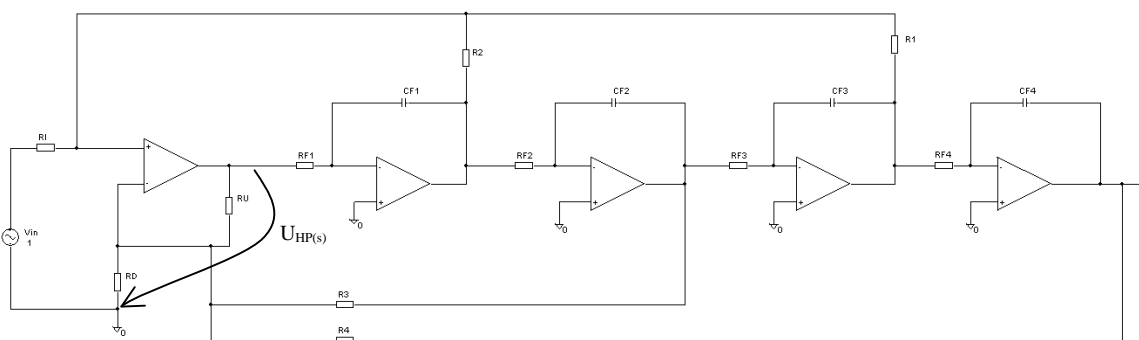 R2
R1
CF1
CF2
CF3
CF4
RI
+
-
RF1
-
+
RF2
-
+
RF3
-
+
RF4
-
+
RU
0
0
0
0
Vin
1
UHP(s)
RD
R3
0
R4